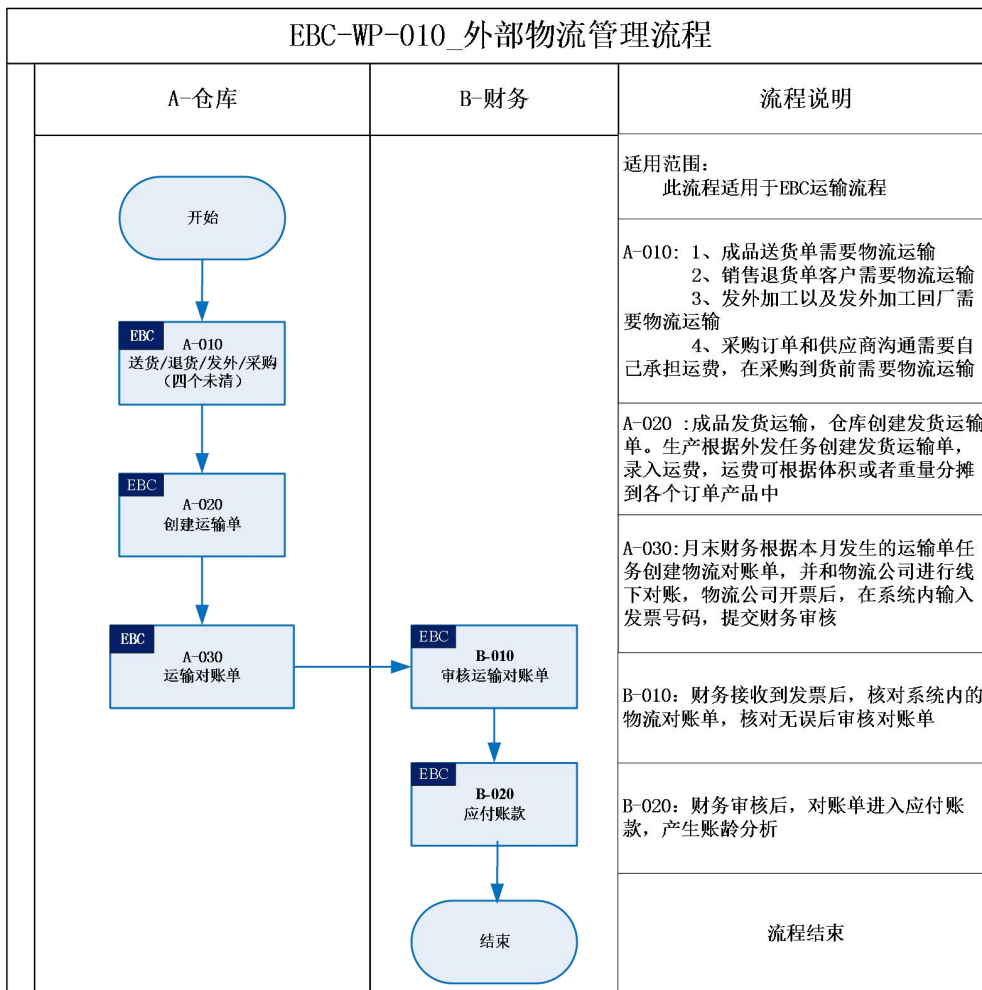 EBC-WP-010_外部物流管理流程
A-仓库
B-财务
流程说明
适用范围：
此流程适用于EBC运输流程
开始
A-010: 1、成品送货单需要物流运输
2、销售退货单客户需要物流运输
3、发外加工以及发外加工回厂需
要物流运输
4、采购订单和供应商沟通需要自
己承担运费，在采购到货前需要物流运输
EBC
A-010
送货/退货/发外/采购
（四个未清）
A-020 :成品发货运输，仓库创建发货运输
单。生产根据外发任务创建发货运输单，
录入运费，运费可根据体积或者重量分摊
到各个订单产品中
EBC
A-020
创建运输单
A-030:月末财务根据本月发生的运输单任
务创建物流对账单，并和物流公司进行线
下对账，物流公司开票后，在系统内输入
发票号码，提交财务审核
EBC
A-030
运输对账单
EBC
B-010
审核运输对账单
B-010：财务接收到发票后，核对系统内的
物流对账单，核对无误后审核对账单
EBC
B-020
应付账款
B-020：财务审核后，对账单进入应付账
款，产生账龄分析
结束
流程结束